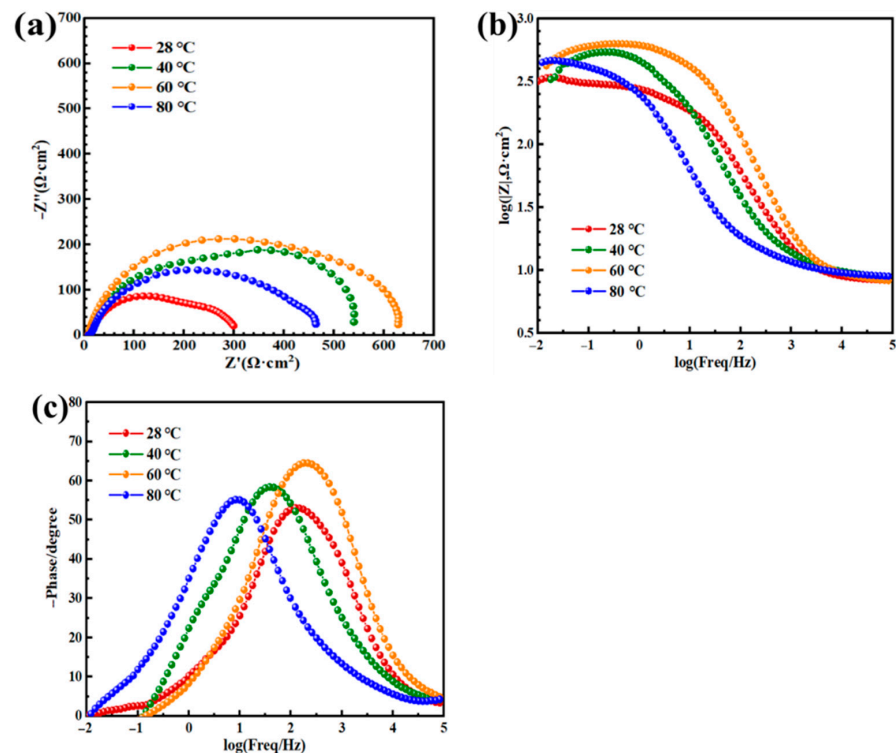 (a)
700
600
500
400
300
200
100
0
0 100 200 300 400 500 600 700
–Z''(Ω·cm²)
Z'(Ω·cm²)
28 °C
40 °C
60 °C
80 °C
(b)
3.0
2.5
2.0
1.5
1.0
0.5
–2 –1 0 1 2 3 4 5
log(|Z|,Ω·cm²)
log(Freq/Hz)
28 °C
40 °C
60 °C
80 °C
(c)
80
70
60
50
40
30
20
10
0
–2 –1 0 1 2 3 4 5
–Phase/degree
log(Freq/Hz)
28 °C
40 °C
60 °C
80 °C